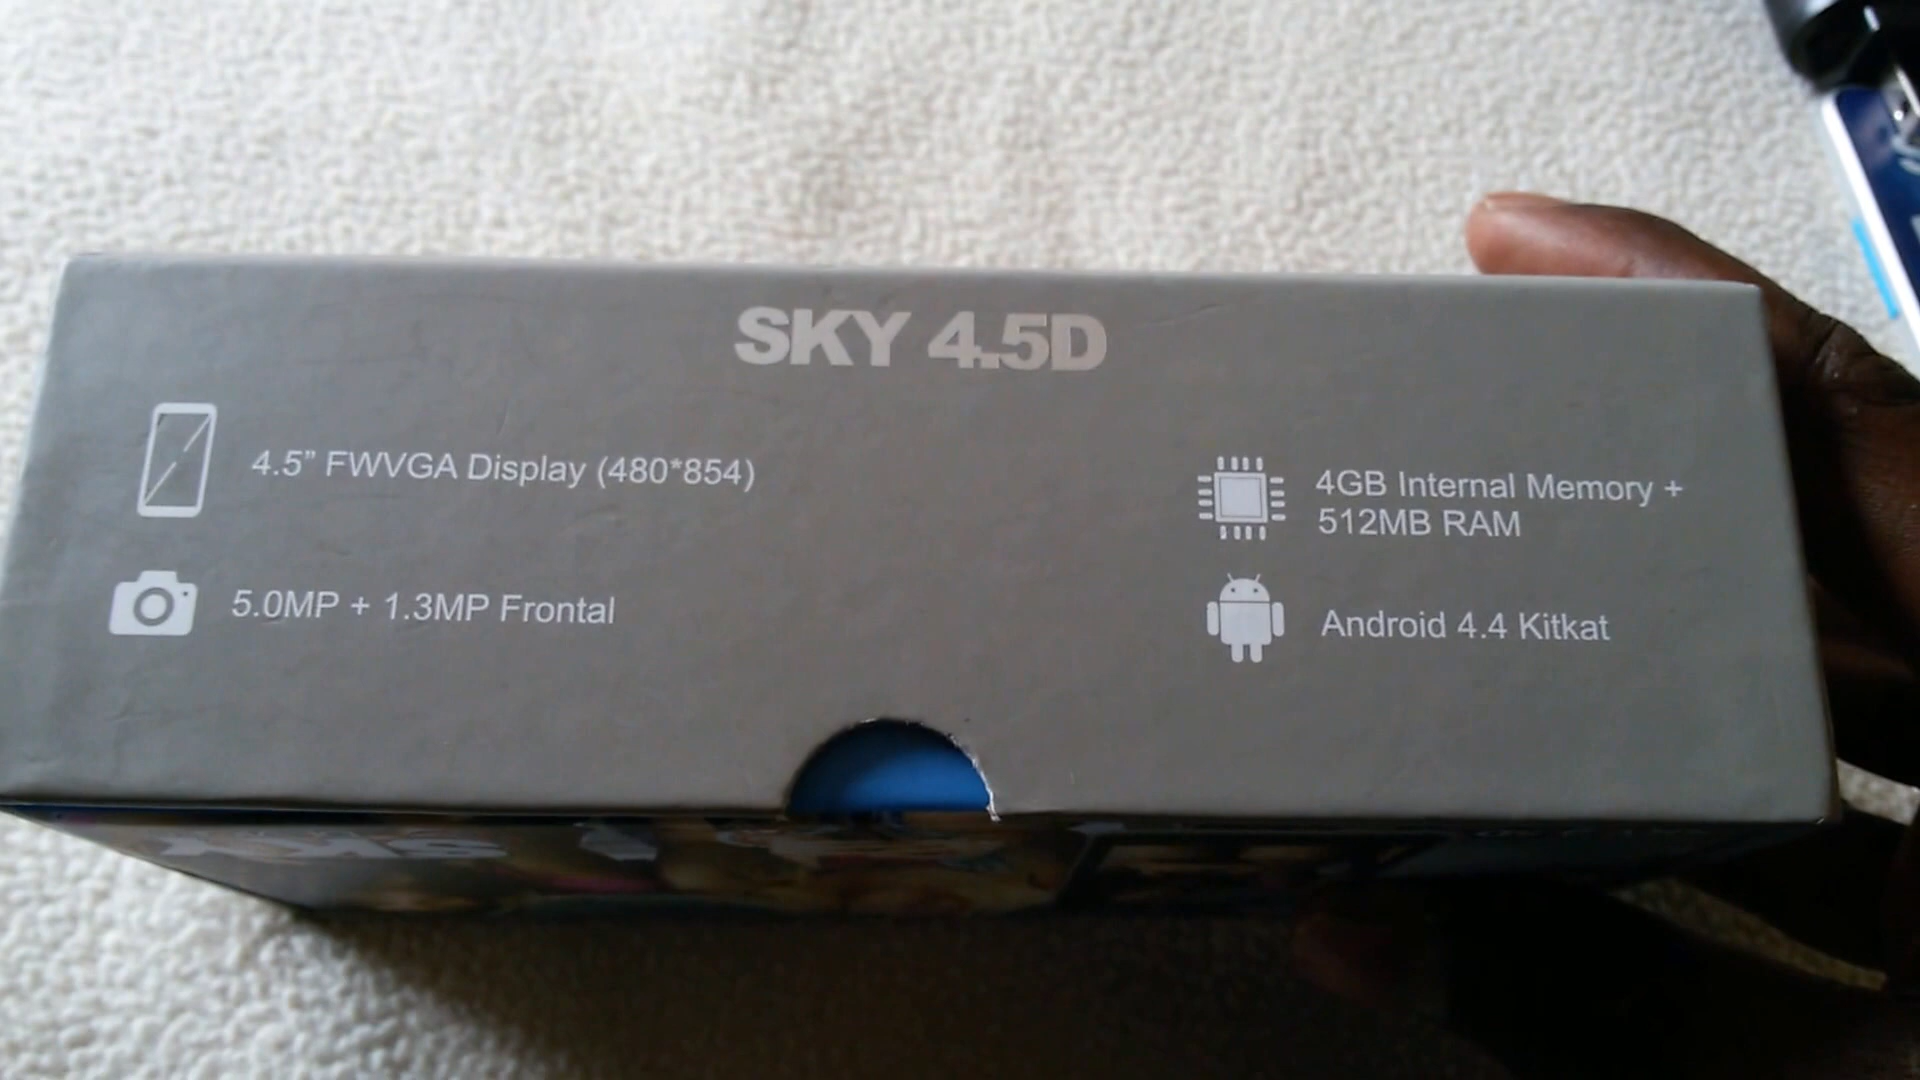 SKY 4.5D
4.5” FWVGA Display (480*854)
5.0MP + 1.3MP Frontal
4GB Internal Memory +
512MB RAM
Android 4.4 Kitkat
SKY